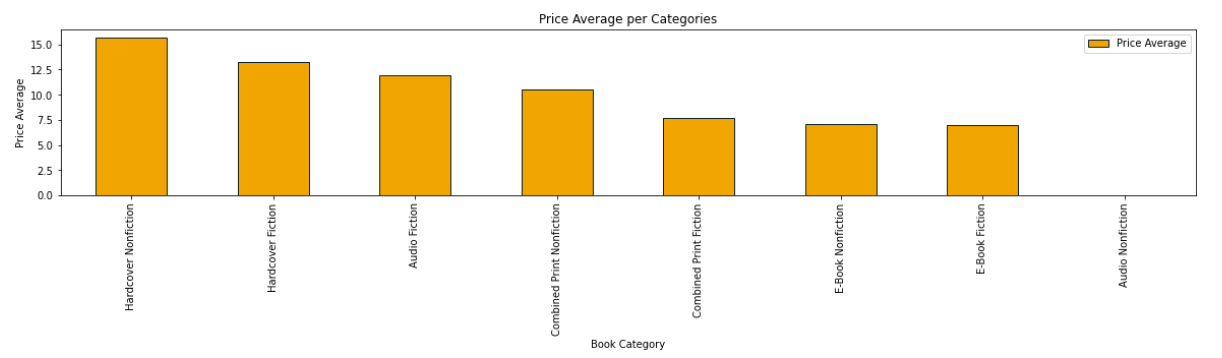 Price Average per Categories
Price Average
Price Average
15.0
12.5
10.0
7.5
5.0
2.5
0.0
Hardcover Nonfiction
Hardcover Fiction
Audio Fiction
Combined Print Nonfiction
Combined Print Fiction
E-Book Nonfiction
E-Book Fiction
Audio Nonfiction
Book Category